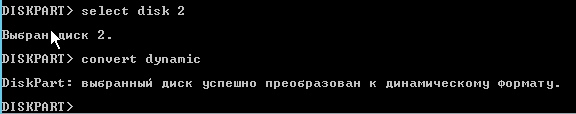 DISKPART> select disk 2
Выбран диск 2.
DISKPART> convert dynamic
DiskPart: выбранный диск успешно преобразован к динамическому формату.
DISKPART>